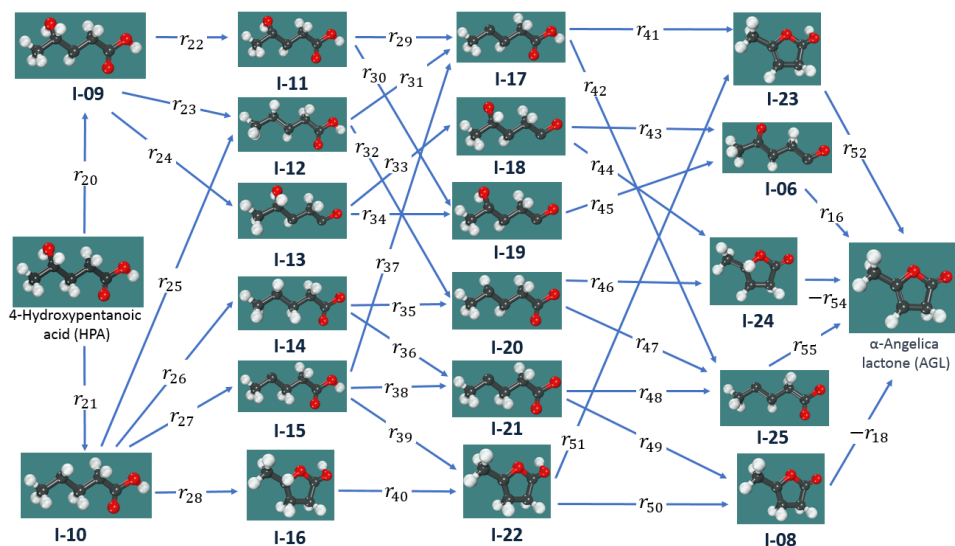 I-09
r₂₂
I-11
r₂₉
I-17
r₄₁
I-23
r₂₃
r₃₀
r₃₁
r₄₂
r₂₄
I-12
r₃₂
r₃₃
I-18
r₄₃
I-06
r₅₂
r₂₀
r₄₄
r₃₄
r₄₅
r₁₆
I-13
I-19
4-Hydroxypentanoic
acid (HPA)
r₂₅
r₃₇
r₃₅
r₄₆
I-24
−r₅₄
I-14
I-20
α-Angelica
lactone (AGL)
r₂₁
r₂₆
r₃₆
r₄₇
r₅₅
r₂₇
r₃₈
r₄₈
I-15
I-21
I-25
r₃₉
r₅₁
r₄₉
−r₁₈
r₂₈
r₄₀
r₅₀
I-10
I-16
I-22
I-08